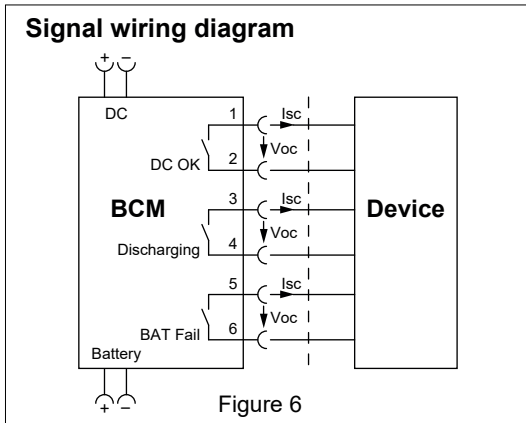 Signal wiring diagram
+ −
DC
1 Isc
Voc
DC OK 2
BCM
Device
3 Isc
Voc
Discharging 4
5 Isc
Voc
BAT Fail 6
Battery
+ −
Figure 6